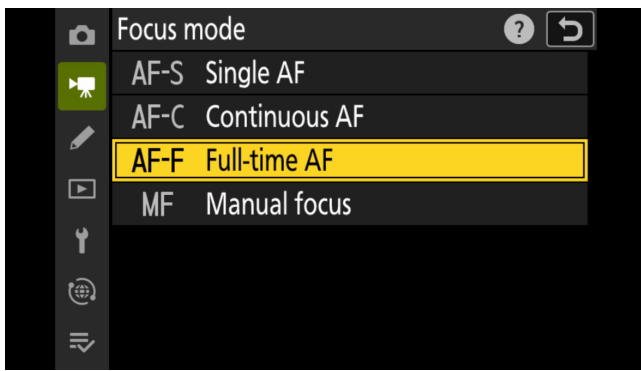 Focus mode ?
AF-S Single AF
AF-C Continuous AF
AF-F Full-time AF
MF Manual focus